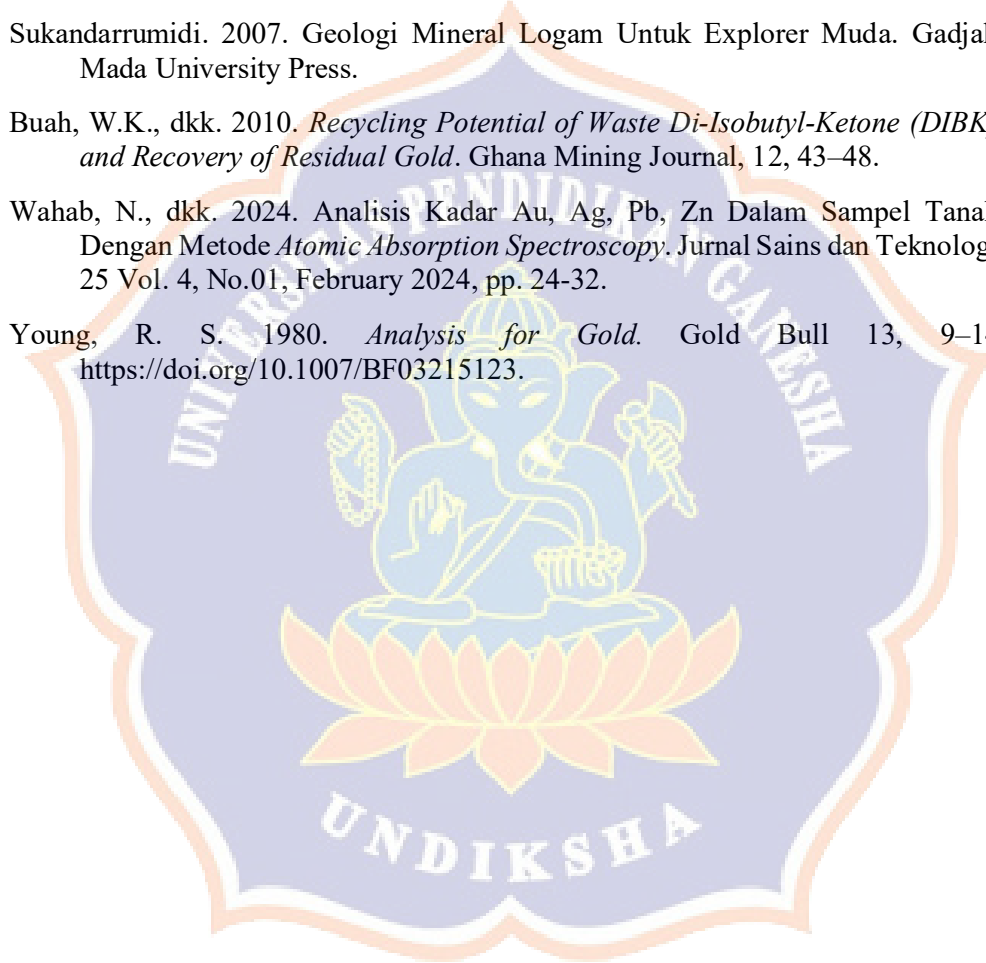 Sukandarrumidi. 2007. Geologi Mineral Logam Untuk Explorer Muda. Gadja
Mada University Press.
Buah, W.K., dkk. 2010. Recycling Potential of Waste Di-Isobutyl-Ketone (DIBK
and Recovery of Residual Gold. Ghana Mining Journal, 12, 43–48.
Wahab, N., dkk. 2024. Analisis Kadar Au, Ag, Pb, Zn Dalam Sampel Tana
Dengan Metode Atomic Absorption Spectroscopy. Jurnal Sains dan Teknolog
25 Vol. 4, No.01, February 2024, pp. 24-32.
Young, R. S. 1980. Analysis for Gold. Gold Bull 13, 9–1
https://doi.org/10.1007/BF03215123.
UNIVERSITAS PENDIDIKAN GANESHA
UNDIKSHA